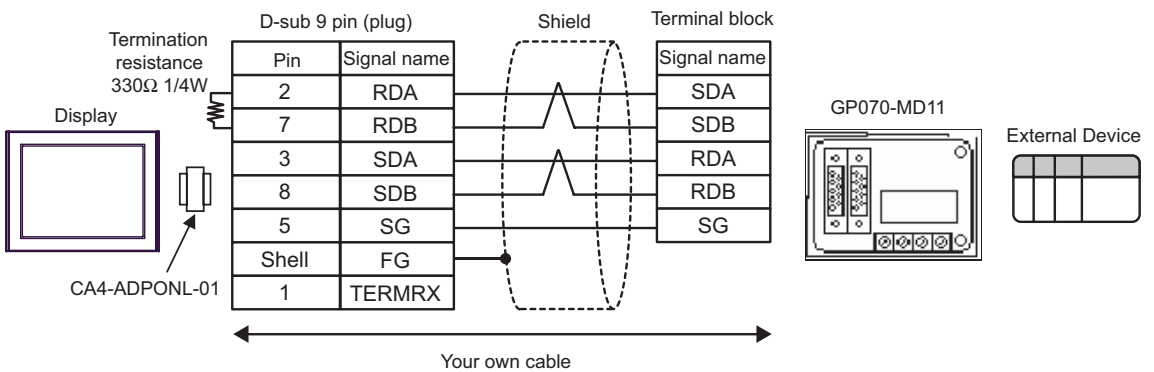 D-sub 9 pin (plug)
Shield
Terminal block
Termination
resistance
330Ω 1/4W
Pin
Signal name
Signal name
2
RDA
SDA
7
RDB
SDB
3
SDA
RDA
8
SDB
RDB
5
SG
SG
Shell
FG
1
TERMRX
Display
CA4-ADPONL-01
GP070-MD11
External Device
Your own cable